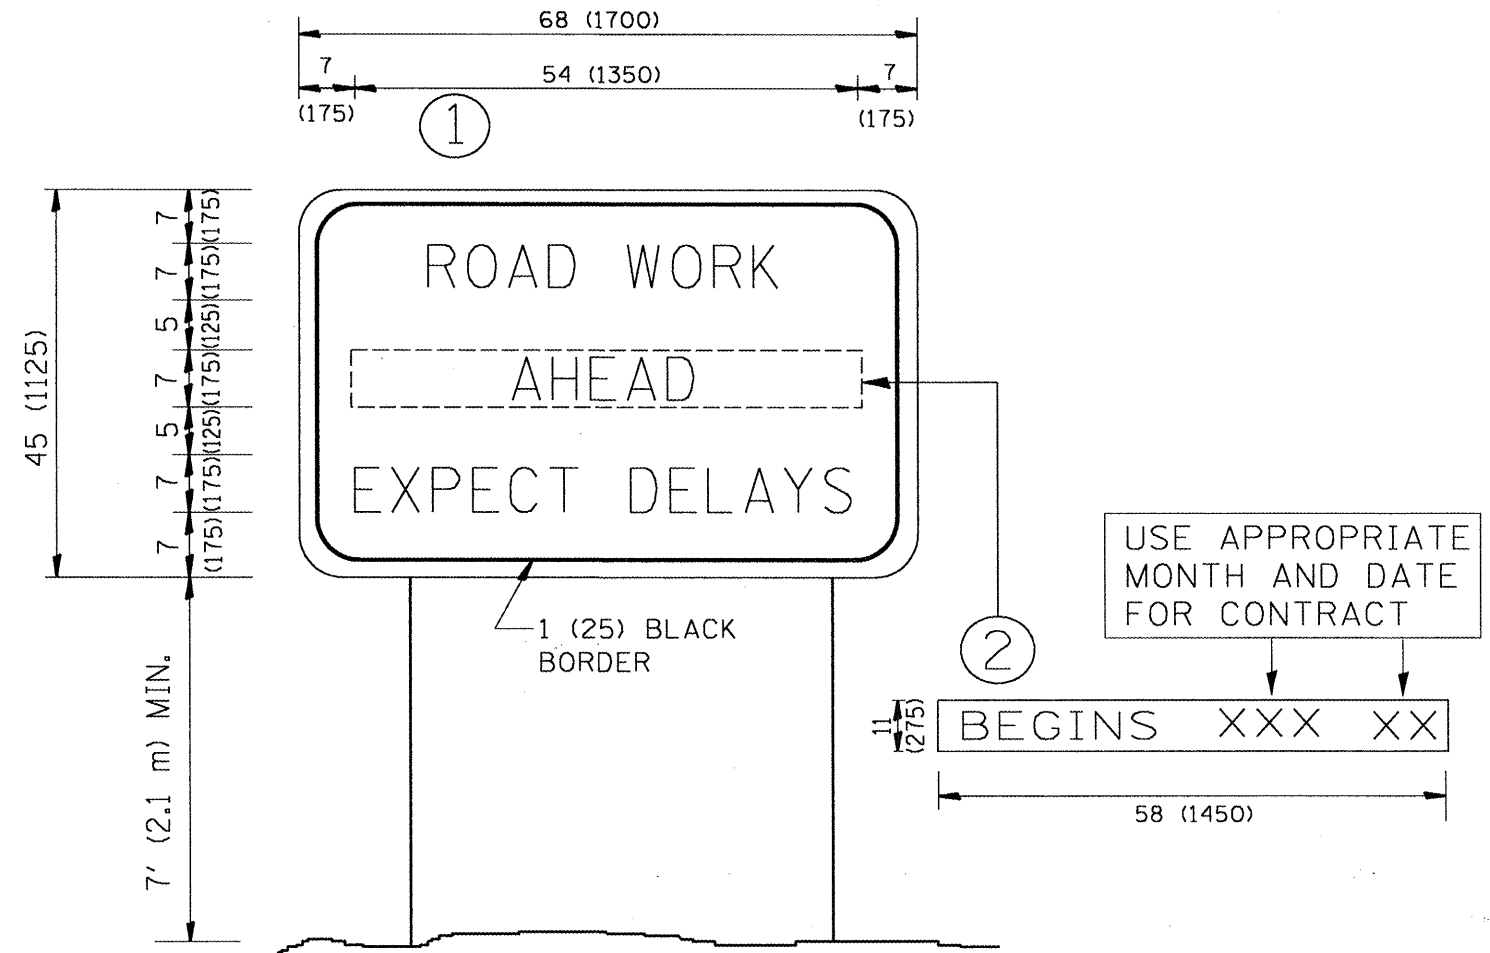 68 (1700)
7
54 (1350)
7
(175)
(175)
1
45 (1125)
7 (175)
7 (175)
5 (125)
7 (175)
5 (125)
7 (175)
7 (175)
ROAD WORK
AHEAD
EXPECT DELAYS
1 (25) BLACK
BORDER
7' (2.1 m) MIN.
USE APPROPRIATE
MONTH AND DATE
FOR CONTRACT
2
11
(275)
BEGINS XXX XX
58 (1450)